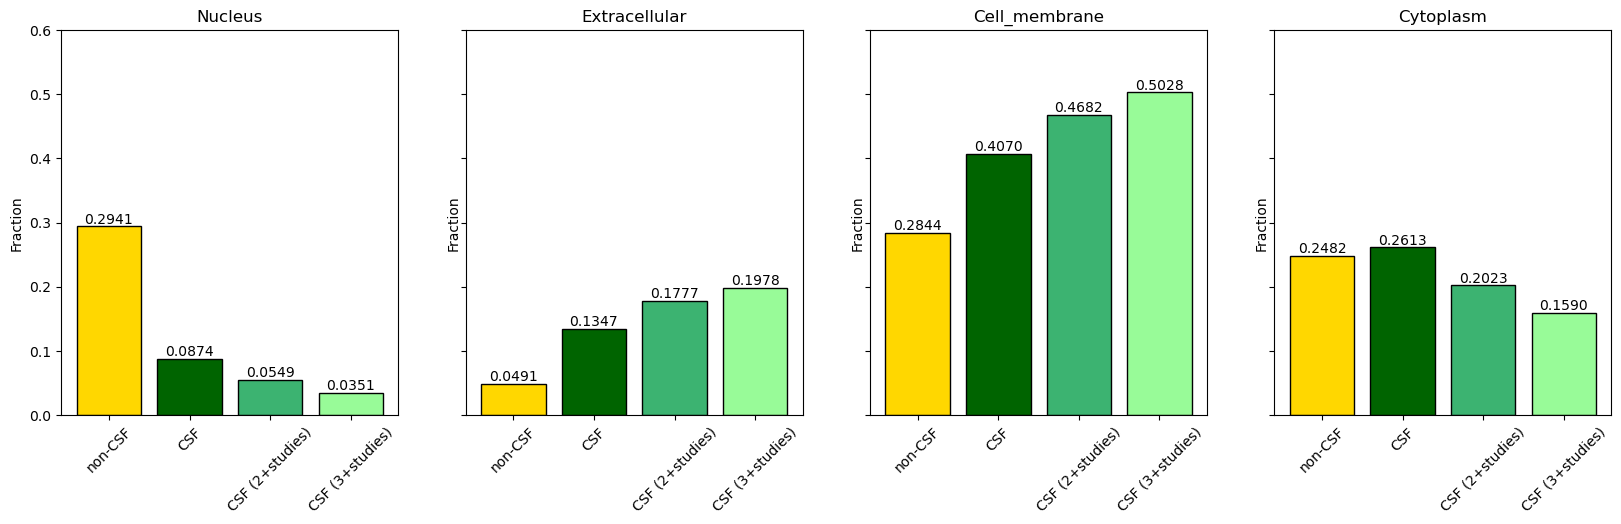 Nucleus
Fraction
0.6
0.5
0.4
0.3
0.2
0.1
0.0
0.2941
0.0874
0.0549
0.0351
non-CSF
CSF
CSF (2+studies)
CSF (3+studies)
Extracellular
Fraction
0.0491
0.1347
0.1777
0.1978
non-CSF
CSF
CSF (2+studies)
CSF (3+studies)
Cell_membrane
Fraction
0.2844
0.4070
0.4682
0.5028
non-CSF
CSF
CSF (2+studies)
CSF (3+studies)
Cytoplasm
Fraction
0.2482
0.2613
0.2023
0.1590
non-CSF
CSF
CSF (2+studies)
CSF (3+studies)